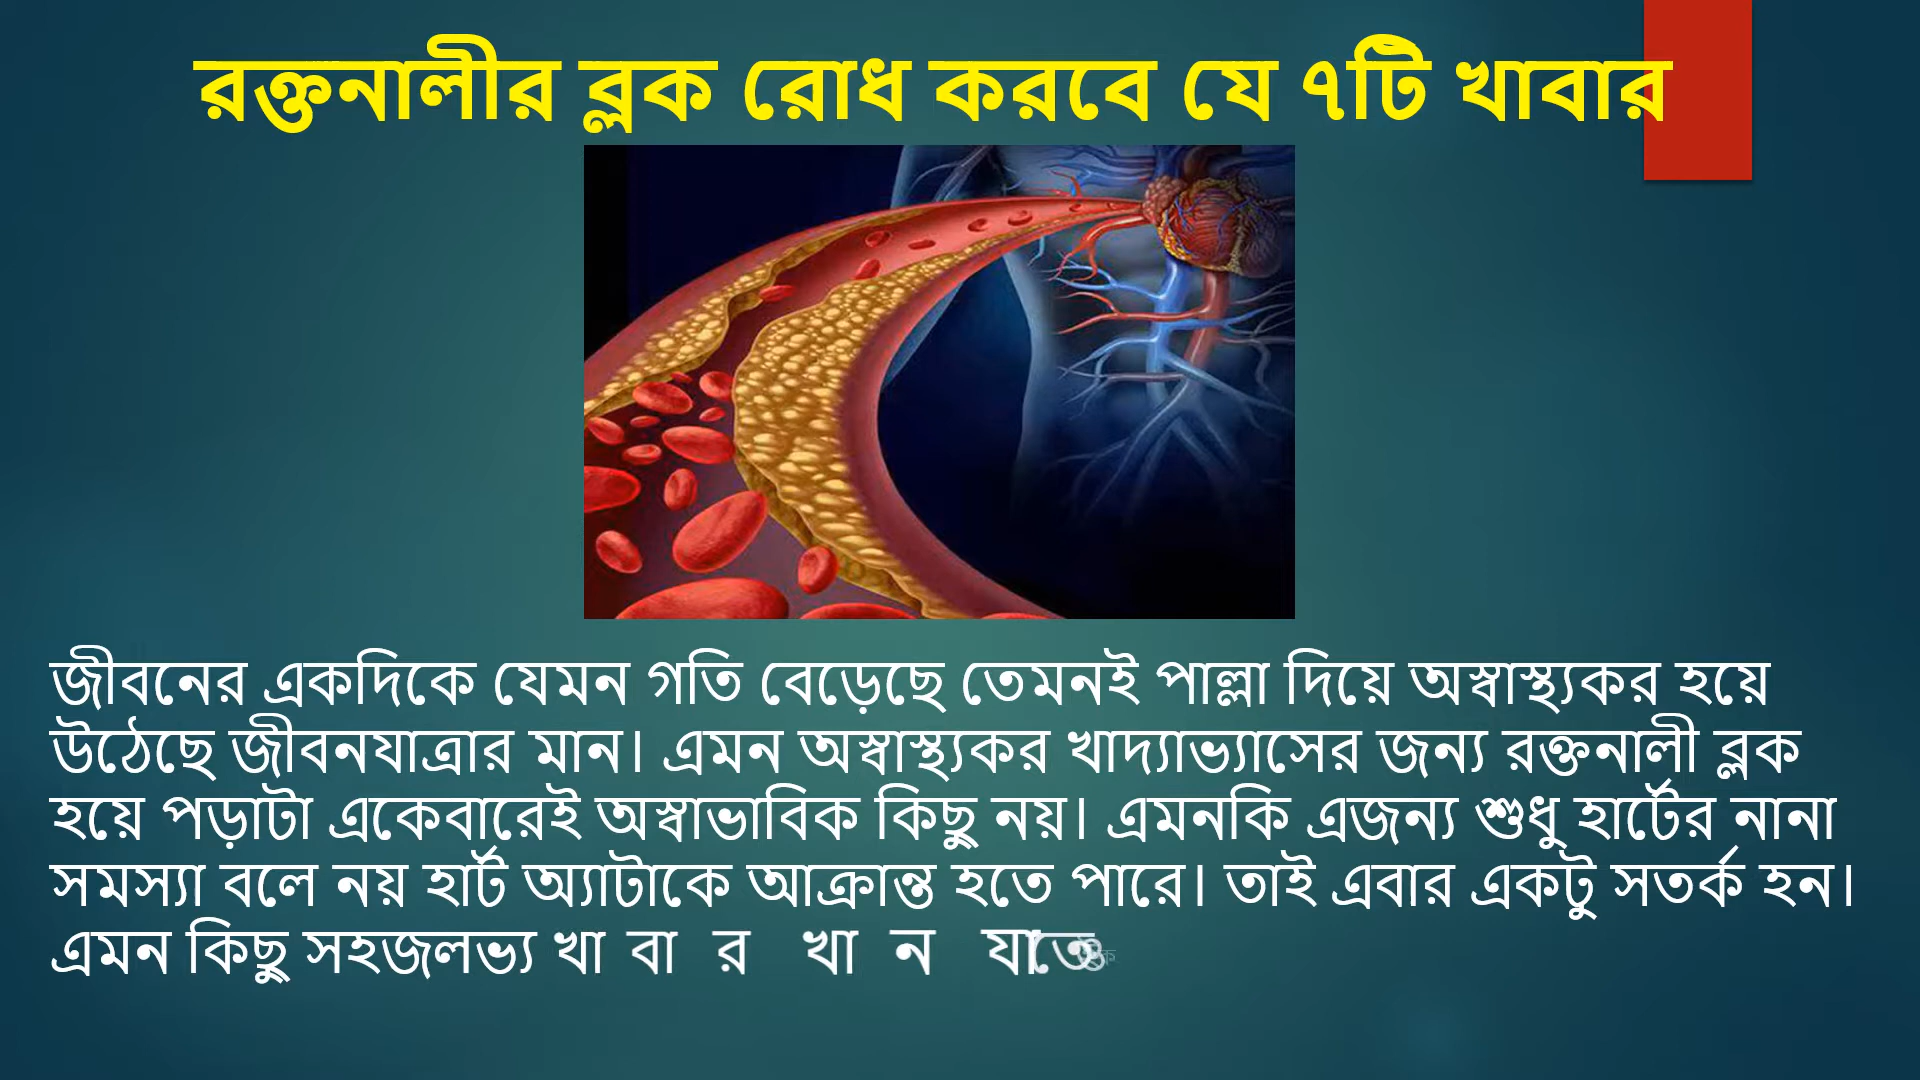 রক্তনালীর ব্লক রোধ করবে যে ৭টি খাবার
জীবনের একদিকে যেমন গতি বেড়েছে তেমনই পাল্লা দিয়ে অস্বাস্থ্যকর হয়ে
উঠেছে জীবনযাত্রার মান। এমন অস্বাস্থ্যকর খাদ্যাভ্যাসের জন্য রক্তনালী ব্লক
হয়ে পড়াটা একেবারেই অস্বাভাবিক কিছু নয়। এমনকি এজন্য শুধু হার্টের নানা
সমস্যা বলে নয় হার্ট অ্যাটাকে আক্রান্ত হতে পারে। তাই এবার একটু সতর্ক হন।
এমন কিছু সহজলভ্য খাবার খান যাতে